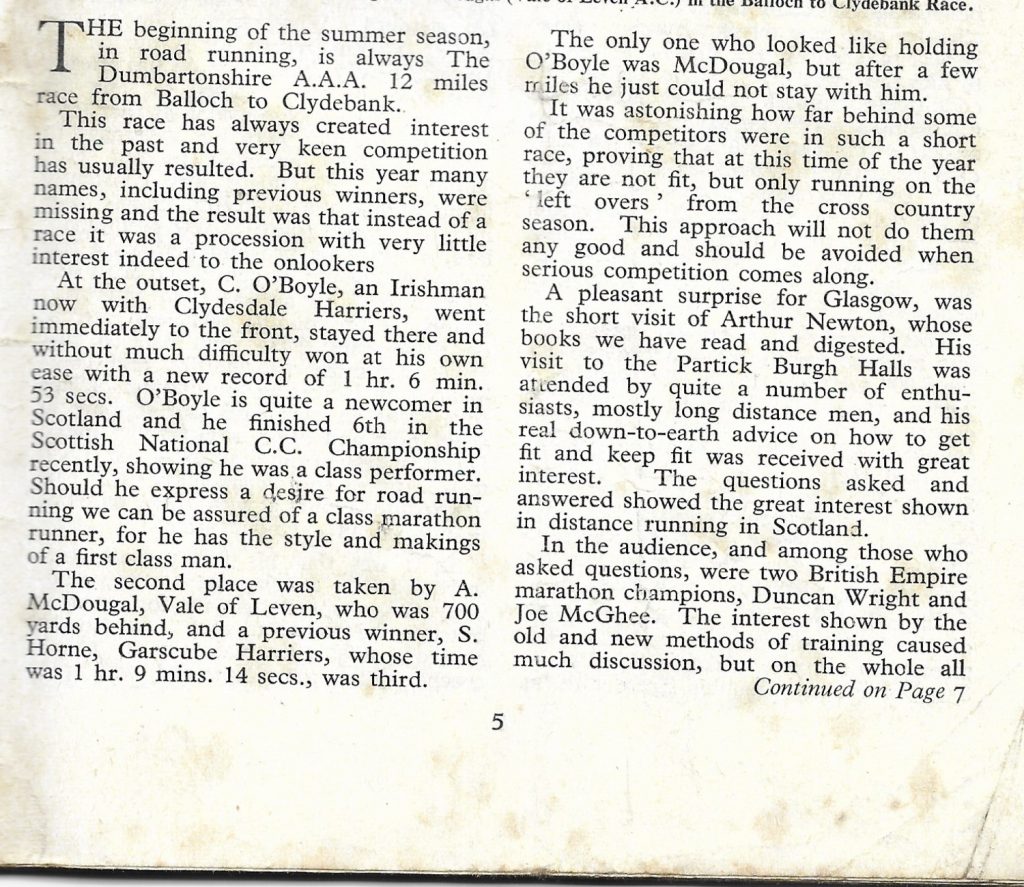 (Vale of Leven A.C.) in the Balloch to Clydebank Race.
THE beginning of the summer season,
in road running, is always The
Dumbartonshire A.A.A. 12 miles
race from Balloch to Clydebank.
This race has always created interest
in the past and very keen competition
has usually resulted. But this year many
names, including previous winners, were
missing and the result was that instead of a
race it was a procession with very little
interest indeed to the onlookers
At the outset, C. O'Boyle, an Irishman
now with Clydesdale Harriers, went
immediately to the front, stayed there and
without much difficulty won at his own
ease with a new record of 1 hr. 6 min.
53 secs. O'Boyle is quite a newcomer in
Scotland and he finished 6th in the
Scottish National C.C. Championship
recently, showing he was a class performer.
Should he express a desire for road run-
ning we can be assured of a class marathon
runner, for he has the style and makings
of a first class man.
The second place was taken by A.
McDougal, Vale of Leven, who was 700
yards behind, and a previous winner, S.
Horne, Garscube Harriers, whose time
was 1 hr. 9 mins. 14 secs., was third.
The only one who looked like holding
O'Boyle was McDougal, but after a few
miles he just could not stay with him.
It was astonishing how far behind some
of the competitors were in such a short
race, proving that at this time of the year
they are not fit, but only running on the
'left overs' from the cross country
season. This approach will not do them
any good and should be avoided when
serious competition comes along.
A pleasant surprise for Glasgow, was
the short visit of Arthur Newton, whose
books we have read and digested. His
visit to the Partick Burgh Halls was
attended by quite a number of enthu-
siasts, mostly long distance men, and his
real down-to-earth advice on how to get
fit and keep fit was received with great
interest. The questions asked and
answered showed the great interest shown
in distance running in Scotland.
In the audience, and among those who
asked questions, were two British Empire
marathon champions, Duncan Wright and
Joe McGhee. The interest shown by the
old and new methods of training caused
much discussion, but on the whole all
Continued on Page 7
5